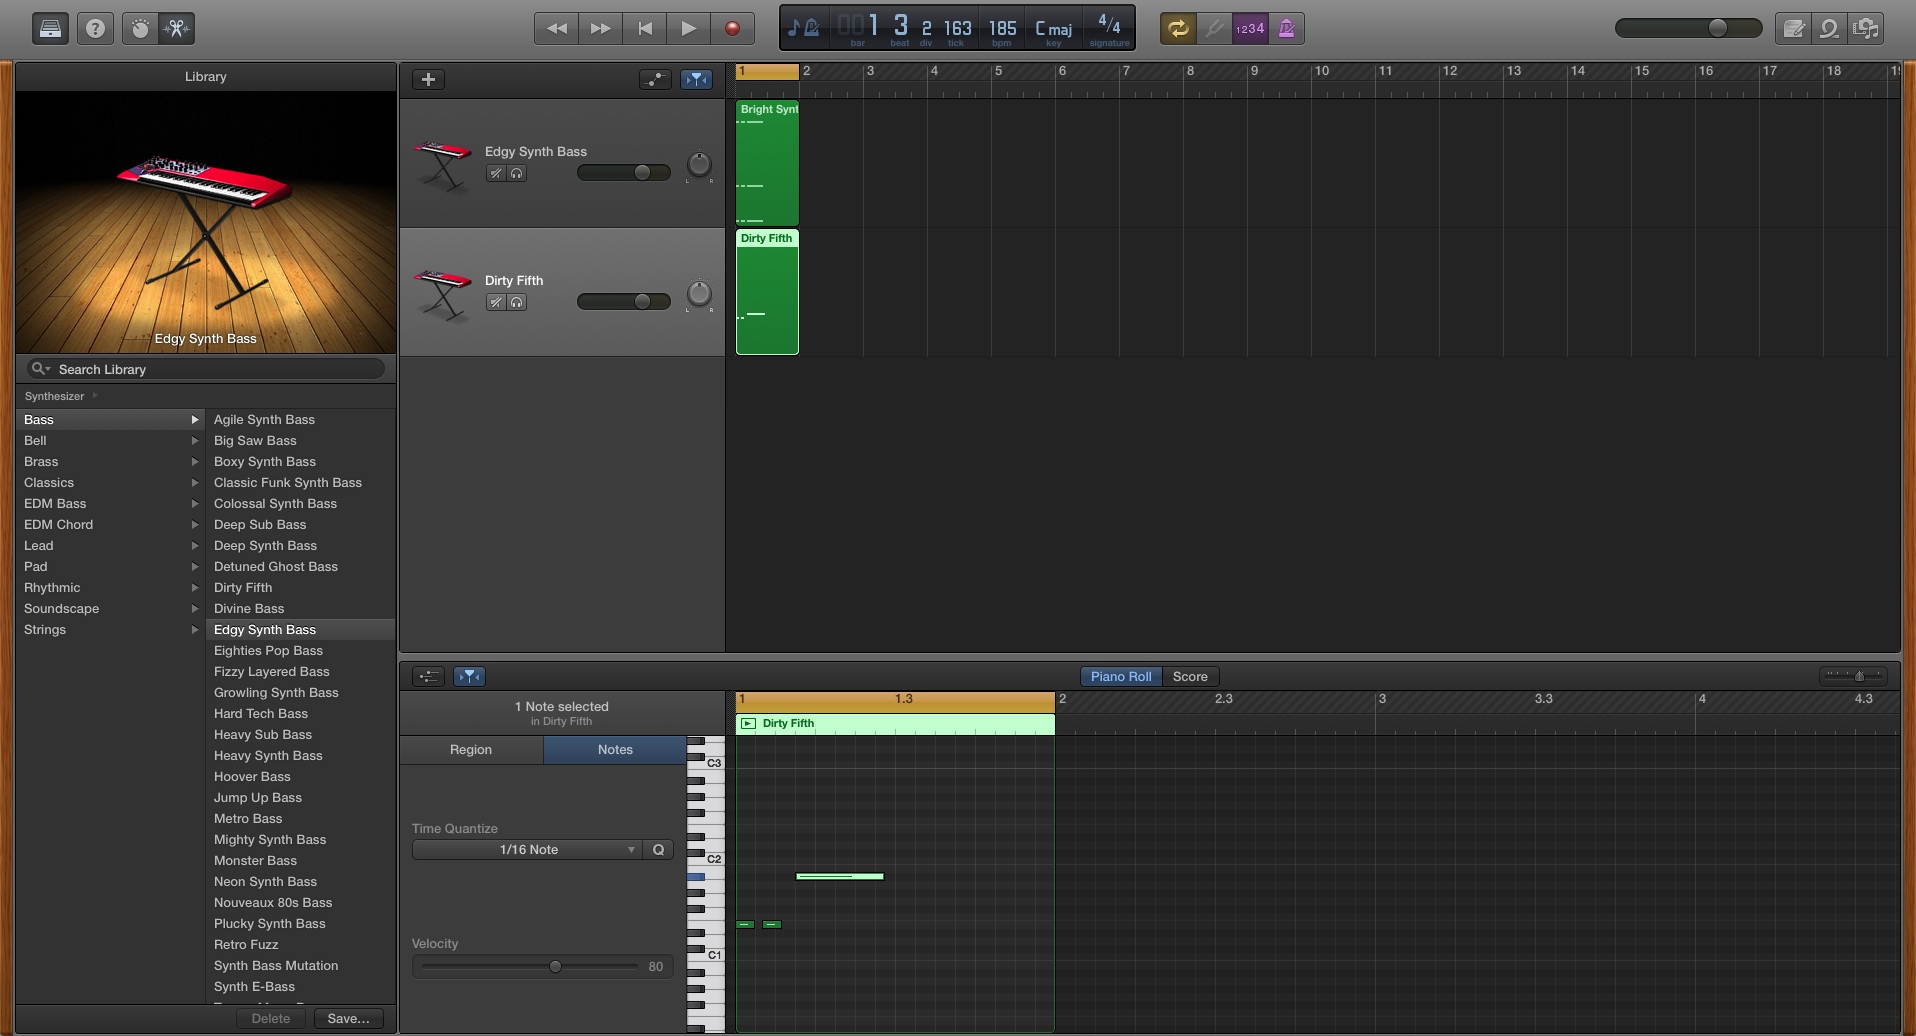 ?
1 3 2 163 185 C maj 4/4
bar beat div tick bpm key signature
1234
Library
1 2 3 4 5 6 7 8 9 10 11 12 13 14 15 16 17 18
Edgy Synth Bass
L R
Bright Synt
Dirty Fifth
L R
Dirty Fifth
Edgy Synth Bass
Search Library
Synthesizer
Bass
Bell
Brass
Classics
EDM Bass
EDM Chord
Lead
Pad
Rhythmic
Soundscape
Strings
Agile Synth Bass
Big Saw Bass
Boxy Synth Bass
Classic Funk Synth Bass
Colossal Synth Bass
Deep Sub Bass
Deep Synth Bass
Detuned Ghost Bass
Dirty Fifth
Divine Bass
Edgy Synth Bass
Eighties Pop Bass
Fizzy Layered Bass
Growling Synth Bass
Hard Tech Bass
Heavy Sub Bass
Heavy Synth Bass
Hoover Bass
Jump Up Bass
Metro Bass
Mighty Synth Bass
Monster Bass
Neon Synth Bass
Nouveaux 80s Bass
Plucky Synth Bass
Retro Fuzz
Synth Bass Mutation
Synth E-Bass
Delete Save...
Piano Roll Score
1 Note selected
in Dirty Fifth
1 1.3 2 2.3 3 3.3 4 4.3
Dirty Fifth
Region Notes
C3
Time Quantize
1/16 Note Q
C2
Velocity
80
C1